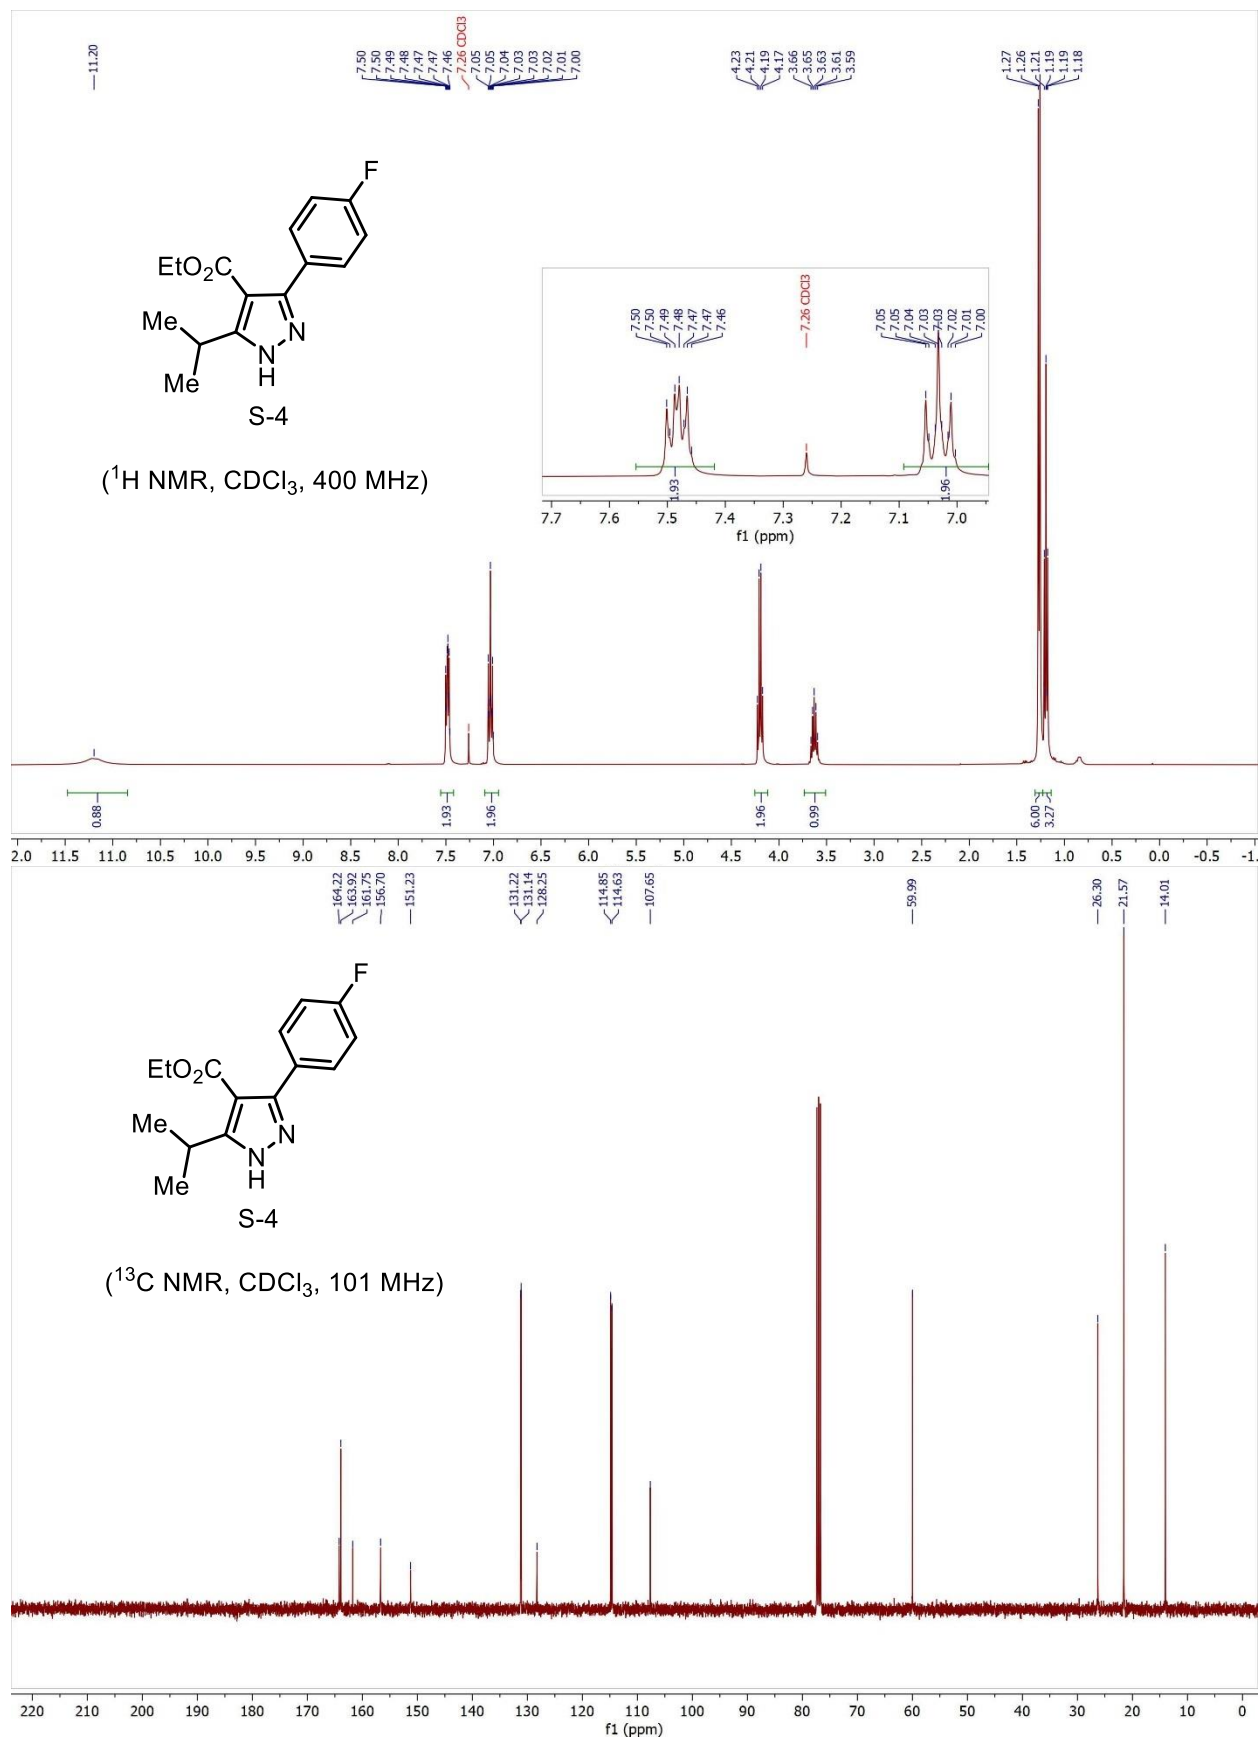 11.20
7.50
7.50
7.49
7.48
7.47
7.47
7.46
7.26 CDCl3
7.05
7.05
7.04
7.03
7.03
7.02
7.01
7.00
4.23
4.21
4.19
4.17
3.66
3.65
3.63
3.61
3.59
1.27
1.26
1.21
1.19
1.19
1.18
F
EtO₂C
Me
Me
N
N
H
S-4
(¹H NMR, CDCl₃, 400 MHz)
7.50
7.50
7.49
7.48
7.47
7.47
7.46
7.26 CDCl3
7.05
7.05
7.04
7.03
7.03
7.02
7.01
7.00
1.93
1.96
7.7 7.6 7.5 7.4 7.3 7.2 7.1 7.0
f1 (ppm)
0.88
1.93
1.96
1.96
0.99
6.00
3.27
2.0 11.5 11.0 10.5 10.0 9.5 9.0 8.5 8.0 7.5 7.0 6.5 6.0 5.5 5.0 4.5 4.0 3.5 3.0 2.5 2.0 1.5 1.0 0.5 0.0 -0.5 -1.
164.22
163.92
161.75
156.70
151.23
131.22
131.14
128.25
114.85
114.63
107.65
59.99
26.30
21.57
14.01
F
EtO₂C
Me
Me
N
N
H
S-4
(¹³C NMR, CDCl₃, 101 MHz)
220 210 200 190 180 170 160 150 140 130 120 110 100 90 80 70 60 50 40 30 20 10 0
f1 (ppm)